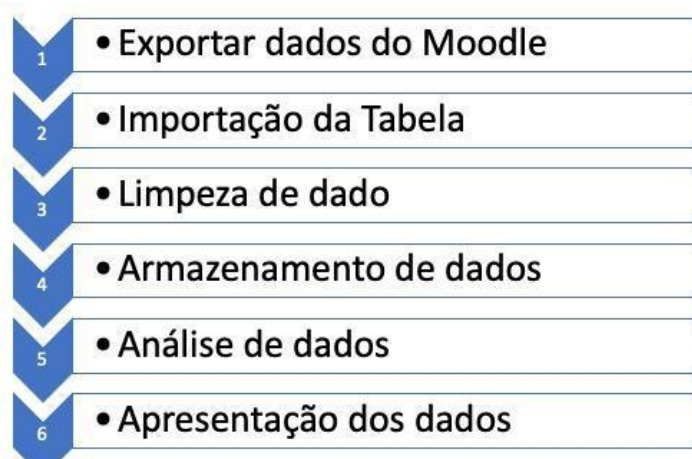 1 • Exportar dados do Moodle
2 • Importação da Tabela
3 • Limpeza de dado
4 • Armazenamento de dados
5 • Análise de dados
6 • Apresentação dos dados